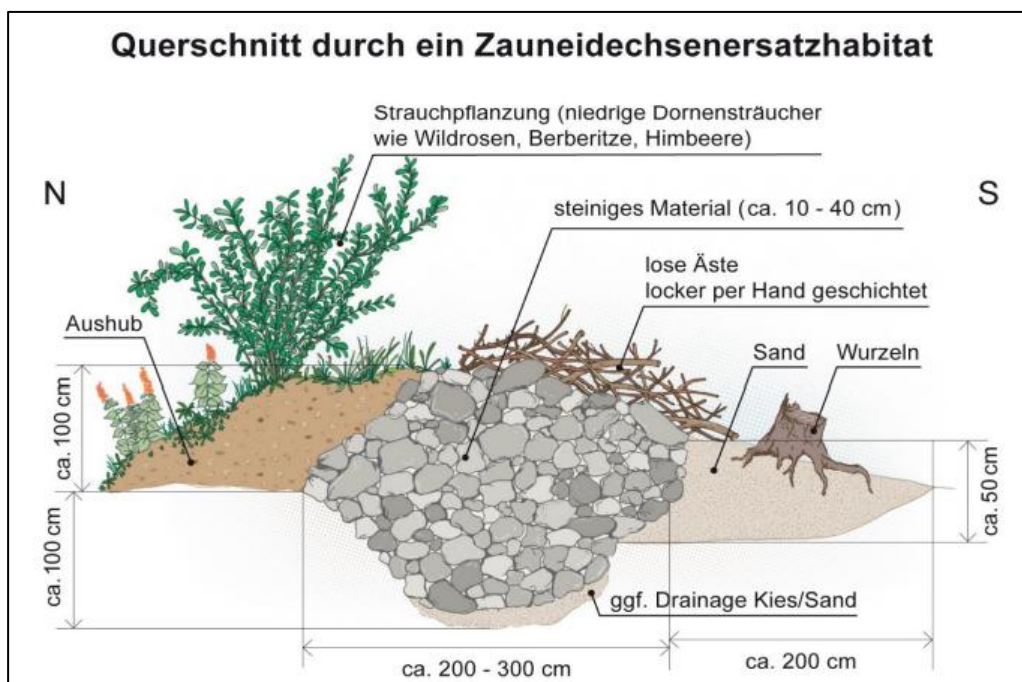 Querschnitt durch ein Zauneidechsenersatzhabitat
Strauchpflanzung (niedrige Dornensträucher
wie Wildrosen, Berberitze, Himbeere)
N
S
steiniges Material (ca. 10 - 40 cm)
lose Äste
locker per Hand geschichtet
Aushub
Sand
Wurzeln
ca. 100 cm
ca. 50 cm
ca. 100 cm
ggf. Drainage Kies/Sand
ca. 200 - 300 cm
ca. 200 cm